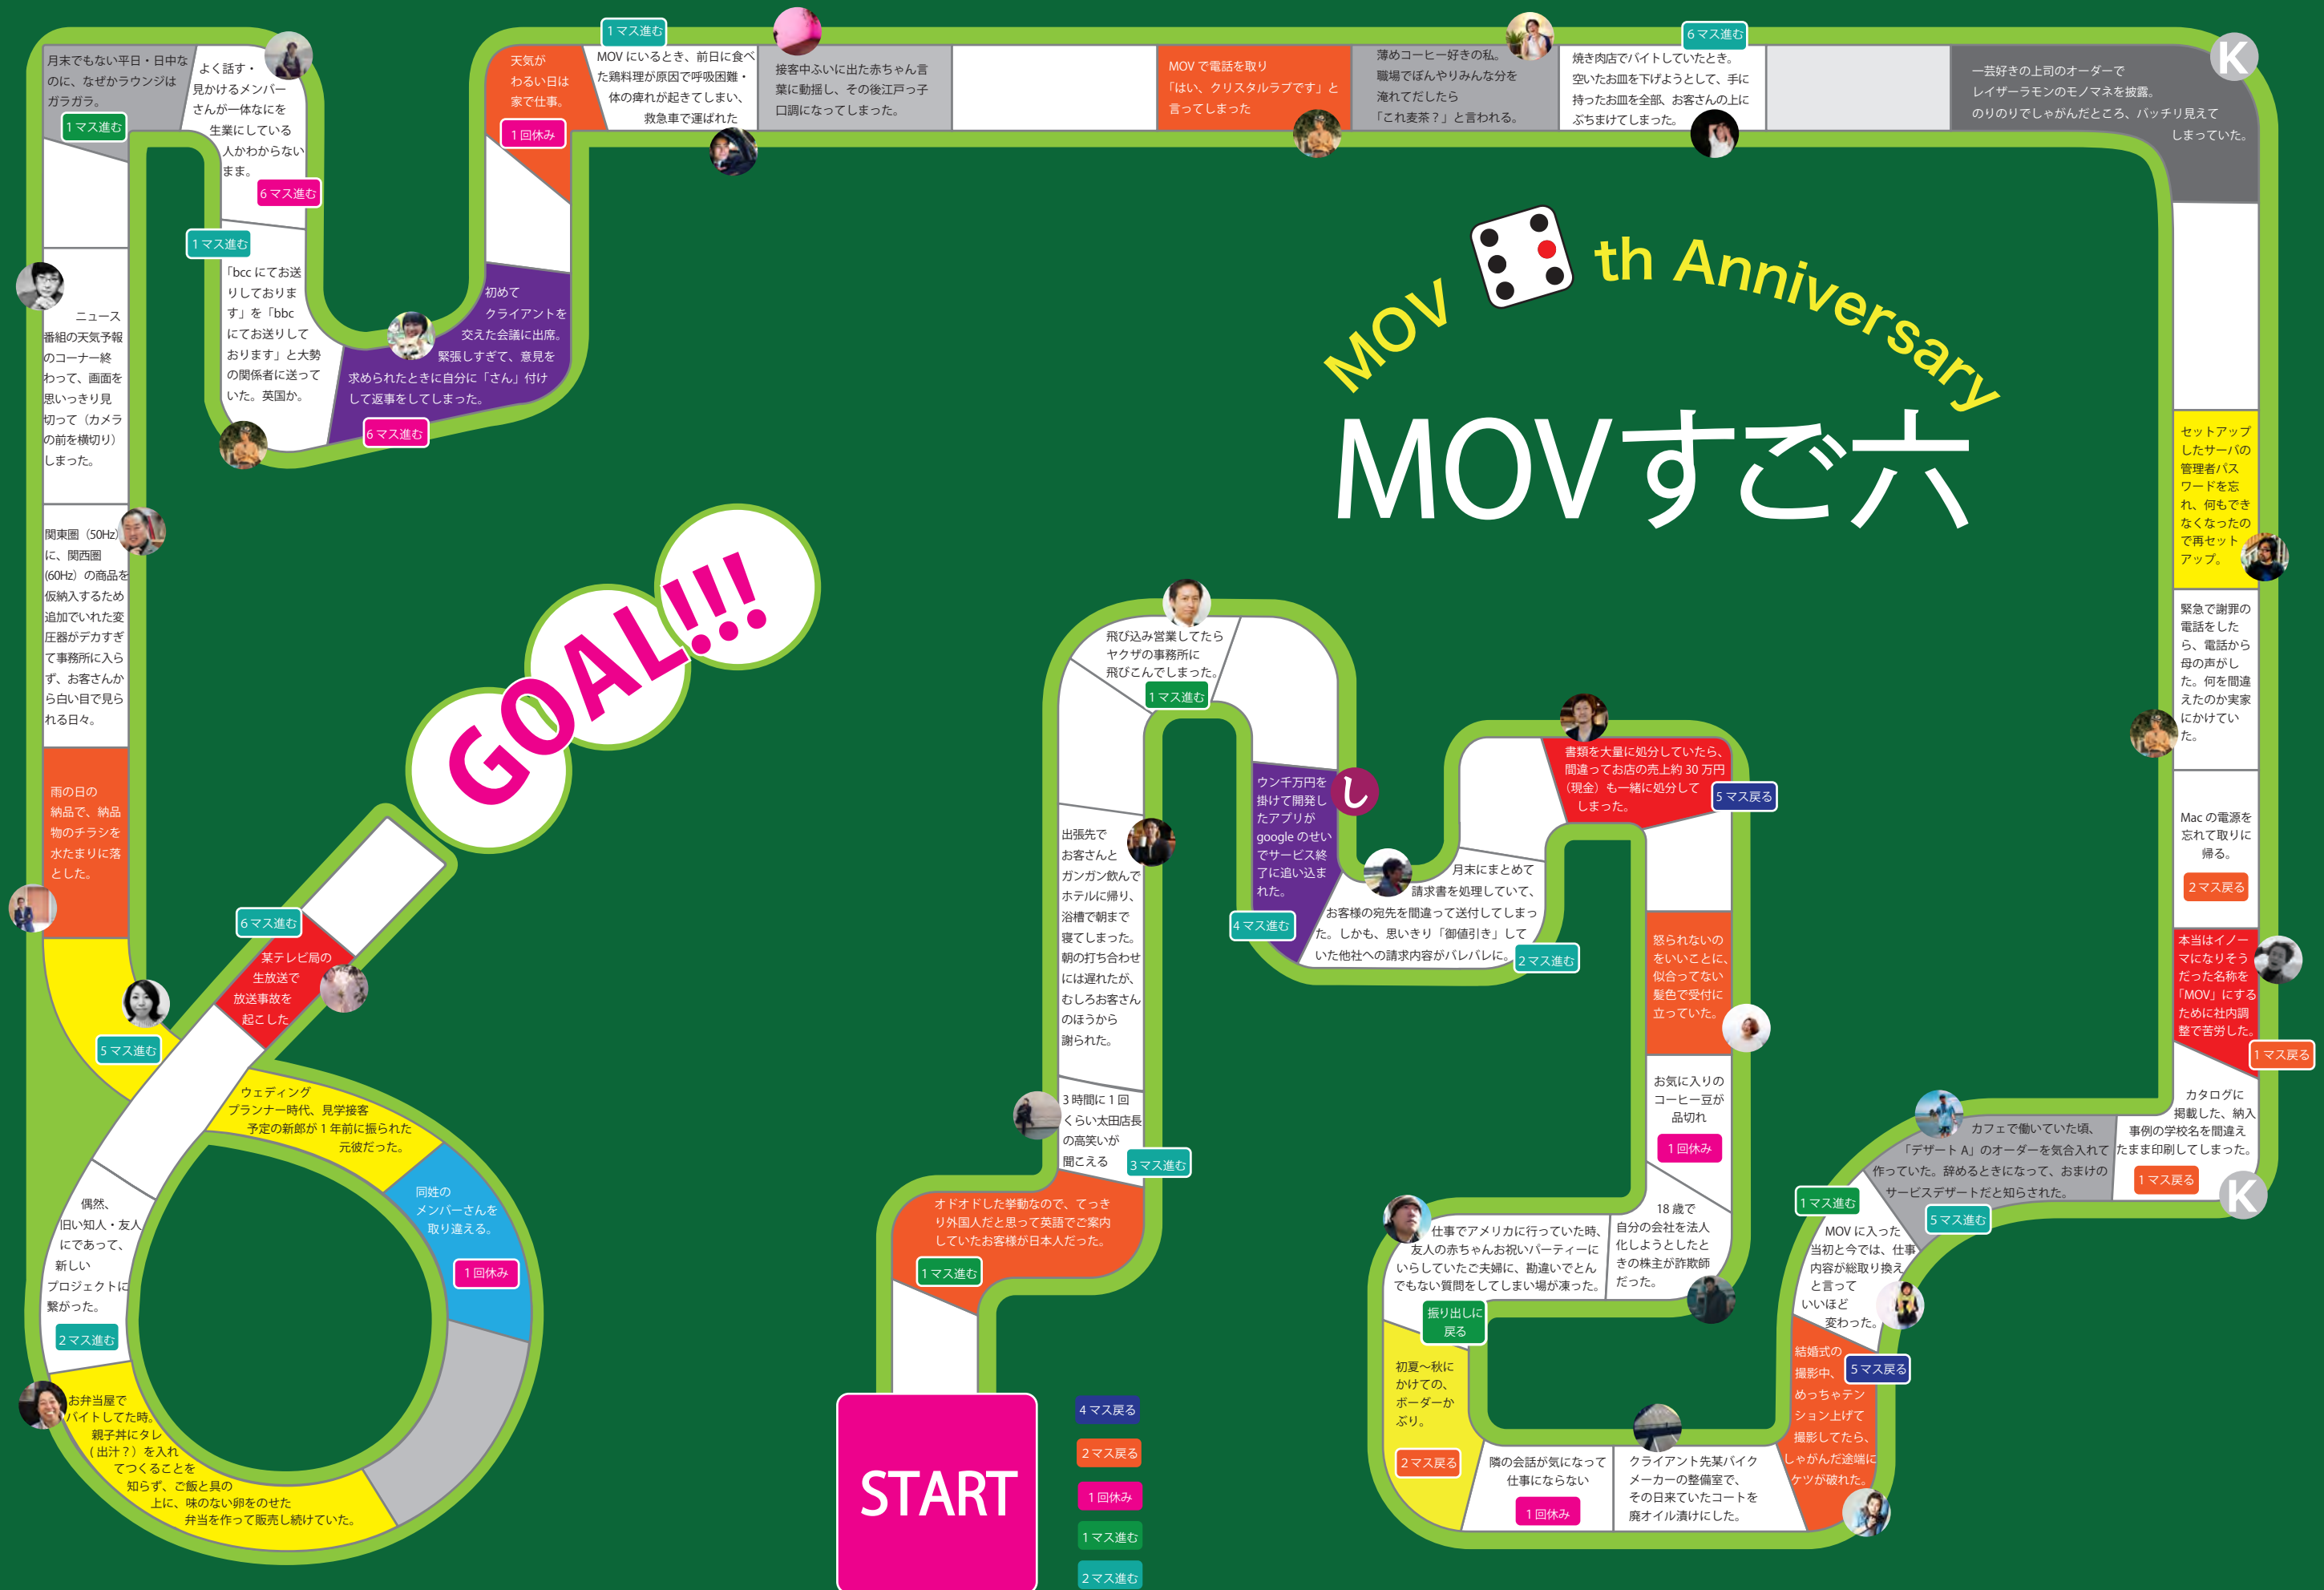 MOV th Anniversary
MOVすご六
START
4マス戻る
2マス戻る
1回休み
1マス進む
2マス進む
オドオドした挙動なので、てっき
り外国人だと思って英語でご案内
していたお客様が日本人だった。
1マス進む
3時間に1回
くらい太田店長
の高笑いが
聞こえる
3マス進む
出張先で
お客さんと
ガンガン飲んで
ホテルに帰り、
浴槽で朝まで
寝てしまった。
朝の打ち合わせ
には遅れたが、
むしろお客さん
のほうから
謝られた。
飛び込み営業してたら
ヤクザの事務所に
飛びこんでしまった。
1マス進む
し
ウン千万円を
掛けて開発し
たアプリが
google のせい
でサービス終
了に追い込ま
れた。
4マス進む
月末にまとめて
請求書を処理していて、
お客様の宛先を間違って送付してしまっ
た。しかも、思いきり「御値引き」して
いた他社への請求内容がバレバレに。
2マス進む
書類を大量に処分していたら、
間違ってお店の売上約 30 万円
(現金）も一緒に処分して
しまった。
5マス戻る
怒られないの
をいいことに、
似合ってない
髪色で受付に
立っていた。
お気に入りの
コーヒー豆が
品切れ
1回休み
18 歳で
自分の会社を法人
化しようとしたと
きの株主が詐欺師
だった。
仕事でアメリカに行っていた時、
友人の赤ちゃんお祝いパーティーに
いらしていたご夫婦に、勘違いでとん
でもない質問をしてしまい場が凍った。
振り出しに
戻る
初夏〜秋に
かけての、
ボーダーか
ぶり。
2マス戻る
隣の会話が気になって
仕事にならない
1回休み
クライアント先某バイク
メーカーの整備室で、
その日来ていたコートを
廃オイル漬けにした。
結婚式の
撮影中、
めっちゃテン
ション上げて
撮影してたら、
しゃがんだ途端に
ケツが破れた。
5マス戻る
MOV に入った
当初と今では、仕事
内容が総取り換え
と言って
いいほど
変わった。
1マス進む
カフェで働いていた頃、
「デザート A」のオーダーを気合入れて
作っていた。辞めるときになって、おまけの
サービスデザートだと知らされた。
5マス進む
カタログに
掲載した、納入
事例の学校名を間違え
たまま印刷してしまった。
1マス戻る
K
本当はイノー
マになりそう
だった名称を
「MOV」にする
ために社内調
整で苦労した。
1マス戻る
Mac の電源を
忘れて取りに
帰る。
2マス戻る
緊急で謝罪の
電話をした
ら、電話から
母の声がし
た。何を間違
えたのか実家
にかけてい
た。
セットアップ
したサーバの
管理者パス
ワードを忘
れ、何もでき
なくなったの
で再セット
アップ。
K
一芸好きの上司のオーダーで
レイザーラモンのモノマネを披露。
のりのりでしゃがんだところ、バッチリ見えて
しまっていた。
6マス進む
焼き肉店でバイトしていたとき。
空いたお皿を下げようとして、手に
持ったお皿を全部、お客さんの上に
ぶちまけてしまった。
薄めコーヒー好きの私。
職場でぼんやりみんな分を
淹れてだしたら
「これ麦茶？」と言われる。
MOV で電話を取り
「はい、クリスタルラブです」と
言ってしまった
接客中ふいに出た赤ちゃん言
葉に動揺し、その後江戸っ子
口調になってしまった。
1マス進む
MOV にいるとき、前日に食べ
た鶏料理が原因で呼吸困難・
体の痺れが起きてしまい、
救急車で運ばれた
天気が
わるい日は
家で仕事。
1回休み
初めて
クライアントを
交えた会議に出席。
緊張しすぎて、意見を
求められたときに自分に「さん」付け
して返事をしてしまった。
6マス進む
1マス進む
「bcc にてお送
りしておりま
す」を「bbc
にてお送りして
おります」と大勢
の関係者に送って
いた。英国か。
よく話す・
見かけるメンバー
さんが一体なにを
生業にしている
人かわからない
まま。
6マス進む
月末でもない平日・日中な
のに、なぜかラウンジは
ガラガラ。
1マス進む
ニュース
番組の天気予報
のコーナー終
わって、画面を
思いっきり見
切って（カメラ
の前を横切り）
しまった。
関東圏（50Hz）
に、関西圏
(60Hz）の商品を
仮納入するため
追加でいれた変
圧器がデカすぎ
て事務所に入ら
ず、お客さんか
ら白い目で見ら
れる日々。
雨の日の
納品で、納品
物のチラシを
水たまりに落
とした。
5マス進む
偶然、
旧い知人・友人
にであって、
新しい
プロジェクトに
繋がった。
2マス進む
お弁当屋で
バイトしてた時。
親子丼にタレ
（出汁？）を入れ
てつくることを
知らず、ご飯と具の
上に、味のない卵をのせた
弁当を作って販売し続けていた。
同姓の
メンバーさんを
取り違える。
1回休み
ウェディング
プランナー時代、見学接客
予定の新郎が 1 年前に振られた
元彼だった。
某テレビ局の
生放送で
放送事故を
起こした
6マス進む
GOAL!!!